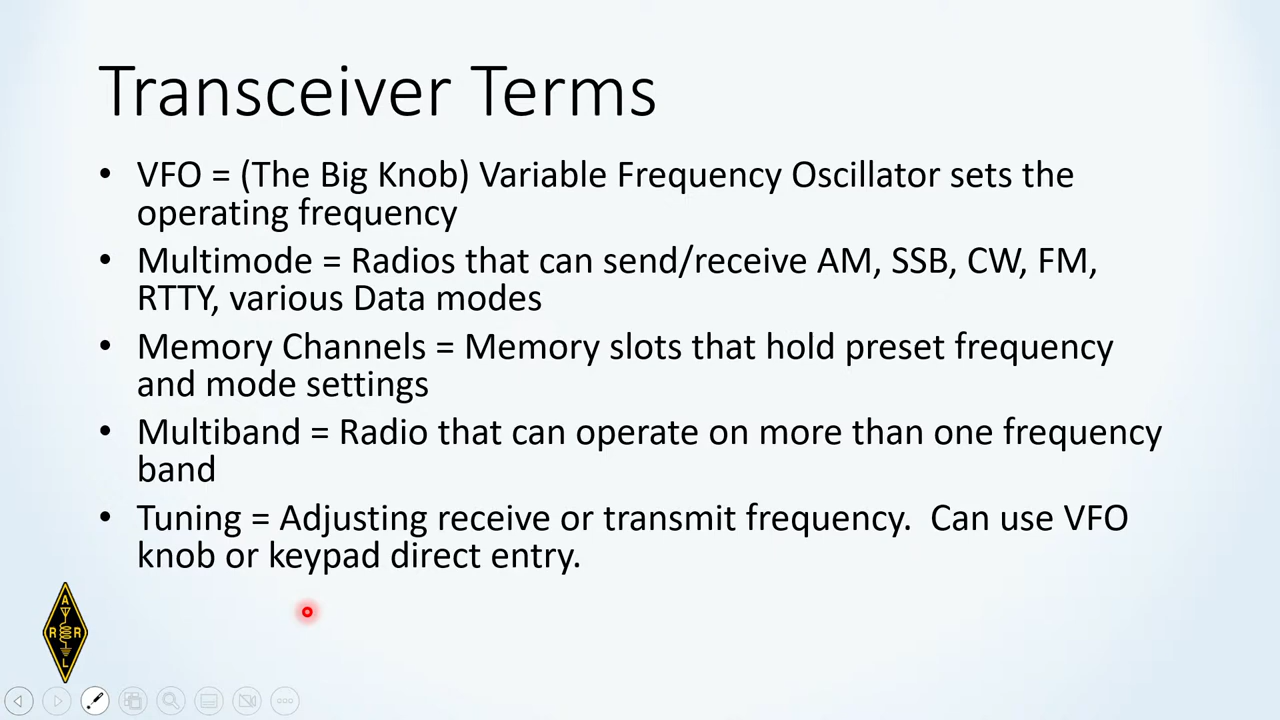 Transceiver Terms
• VFO = (The Big Knob) Variable Frequency Oscillator sets the
operating frequency
• Multimode = Radios that can send/receive AM, SSB, CW, FM,
RTTY, various Data modes
• Memory Channels = Memory slots that hold preset frequency
and mode settings
• Multiband = Radio that can operate on more than one frequency
band
• Tuning = Adjusting receive or transmit frequency.  Can use VFO
knob or keypad direct entry.
A
R R
L